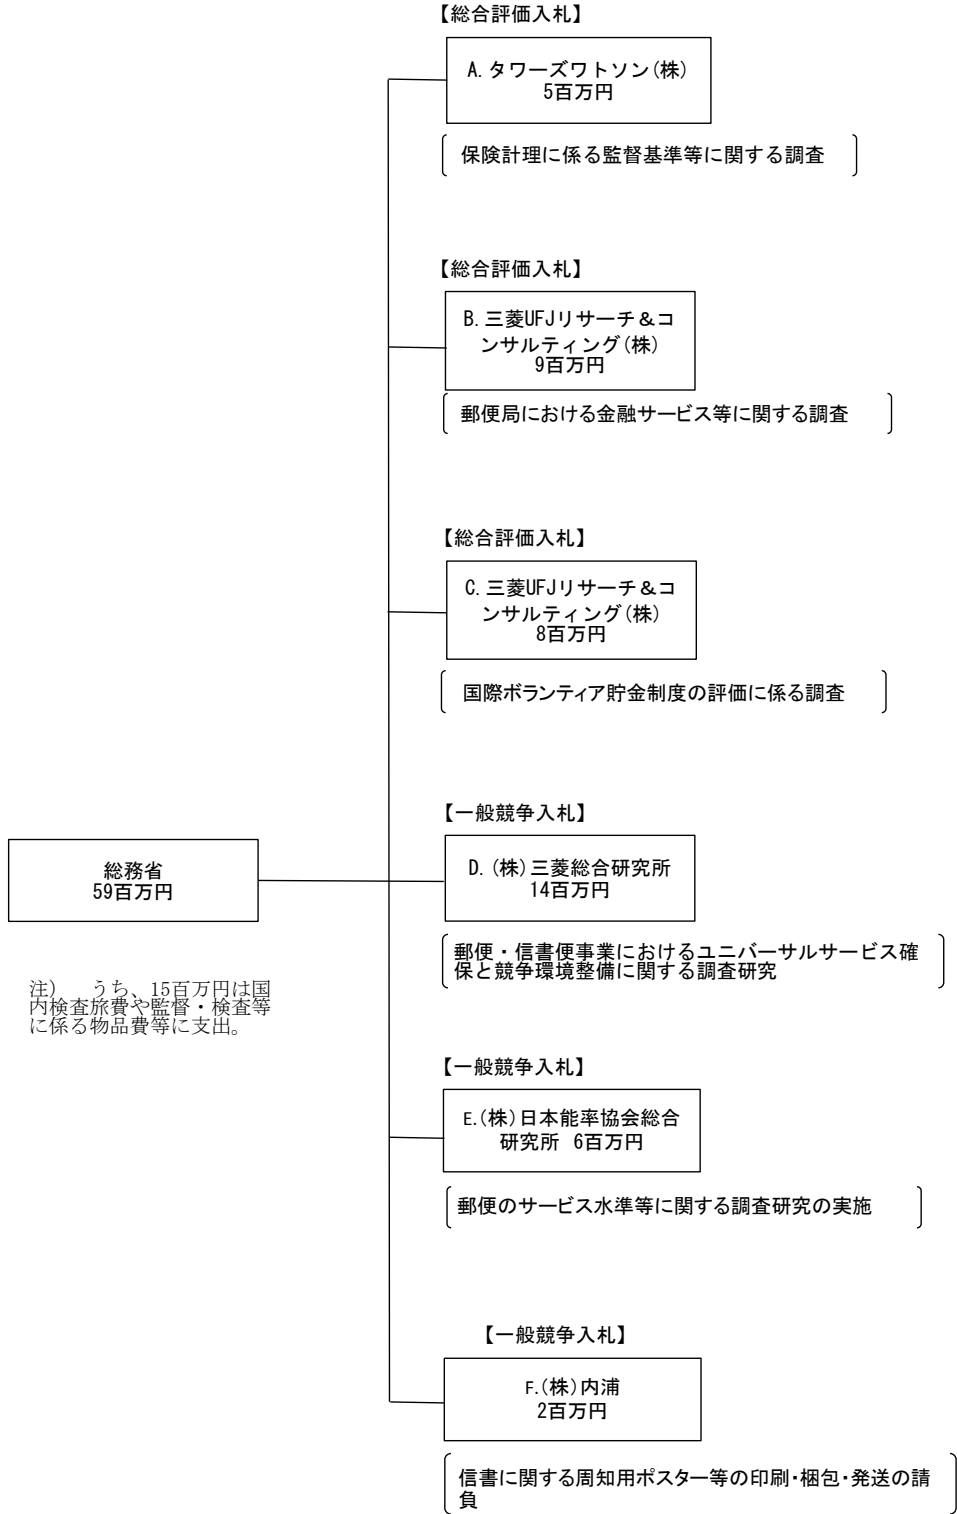 【総合評価入札】
A.タワーズワトソン(株)
5百万円
保険計理に係る監督基準等に関する調査
【総合評価入札】
B.三菱UFJリサーチ＆コ
ンサルティング(株)
9百万円
郵便局における金融サービス等に関する調査
【総合評価入札】
C.三菱UFJリサーチ＆コ
ンサルティング(株)
8百万円
国際ボランティア貯金制度の評価に係る調査
【一般競争入札】
D.(株)三菱総合研究所
14百万円
郵便・信書便事業におけるユニバーサルサービス確
保と競争環境整備に関する調査研究
総務省
59百万円
注)　うち、15百万円は国
内検査旅費や監督・検査等
に係る物品費等に支出。
【一般競争入札】
E.(株)日本能率協会総合
研究所 6百万円
郵便のサービス水準等に関する調査研究の実施
【一般競争入札】
F.(株)内浦
2百万円
信書に関する周知用ポスター等の印刷・梱包・発送の請
負